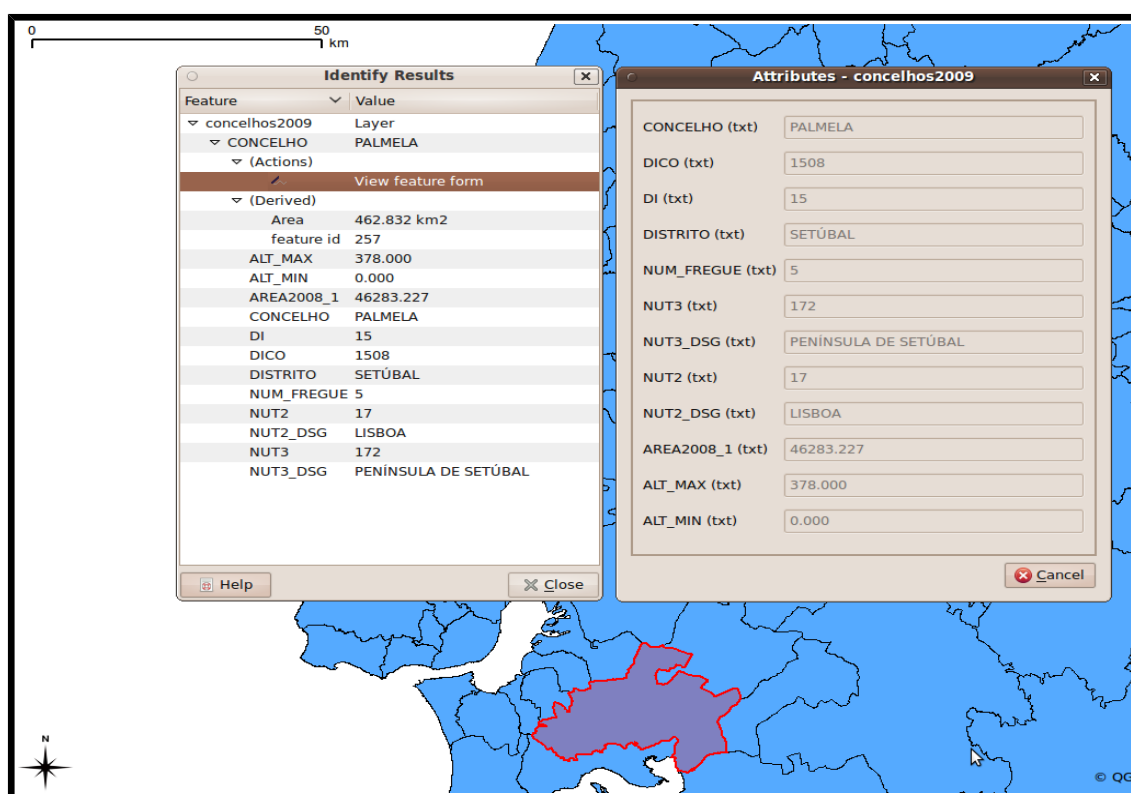 0 50
km
Identify Results
Feature Value
concelhos2009 Layer
CONCELHO PALMELA
(Actions)
View feature form
(Derived)
Area 462.832 km2
feature id 257
ALT_MAX 378.000
ALT_MIN 0.000
AREA2008_1 46283.227
CONCELHO PALMELA
DI 15
DICO 1508
DISTRITO SETÚBAL
NUM_FREGUE 5
NUT2 17
NUT2_DSG LISBOA
NUT3 172
NUT3_DSG PENÍNSULA DE SETÚBAL
Help Close
Attributes - concelhos2009
CONCELHO (txt) PALMELA
DICO (txt) 1508
DI (txt) 15
DISTRITO (txt) SETÚBAL
NUM_FREGUE (txt) 5
NUT3 (txt) 172
NUT3_DSG (txt) PENÍNSULA DE SETÚBAL
NUT2 (txt) 17
NUT2_DSG (txt) LISBOA
AREA2008_1 (txt) 46283.227
ALT_MAX (txt) 378.000
ALT_MIN (txt) 0.000
Cancel
N
© QG